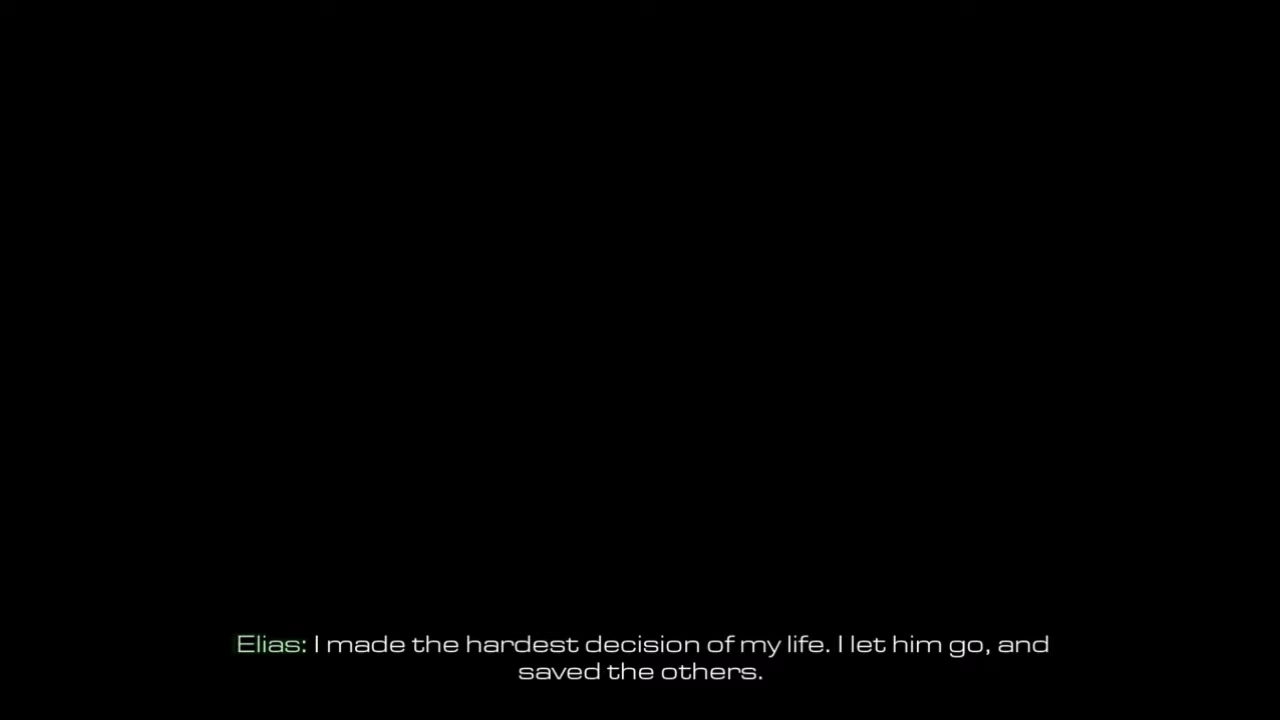 Elias: I made the hardest decision of my life. I let him go, and
saved the others.